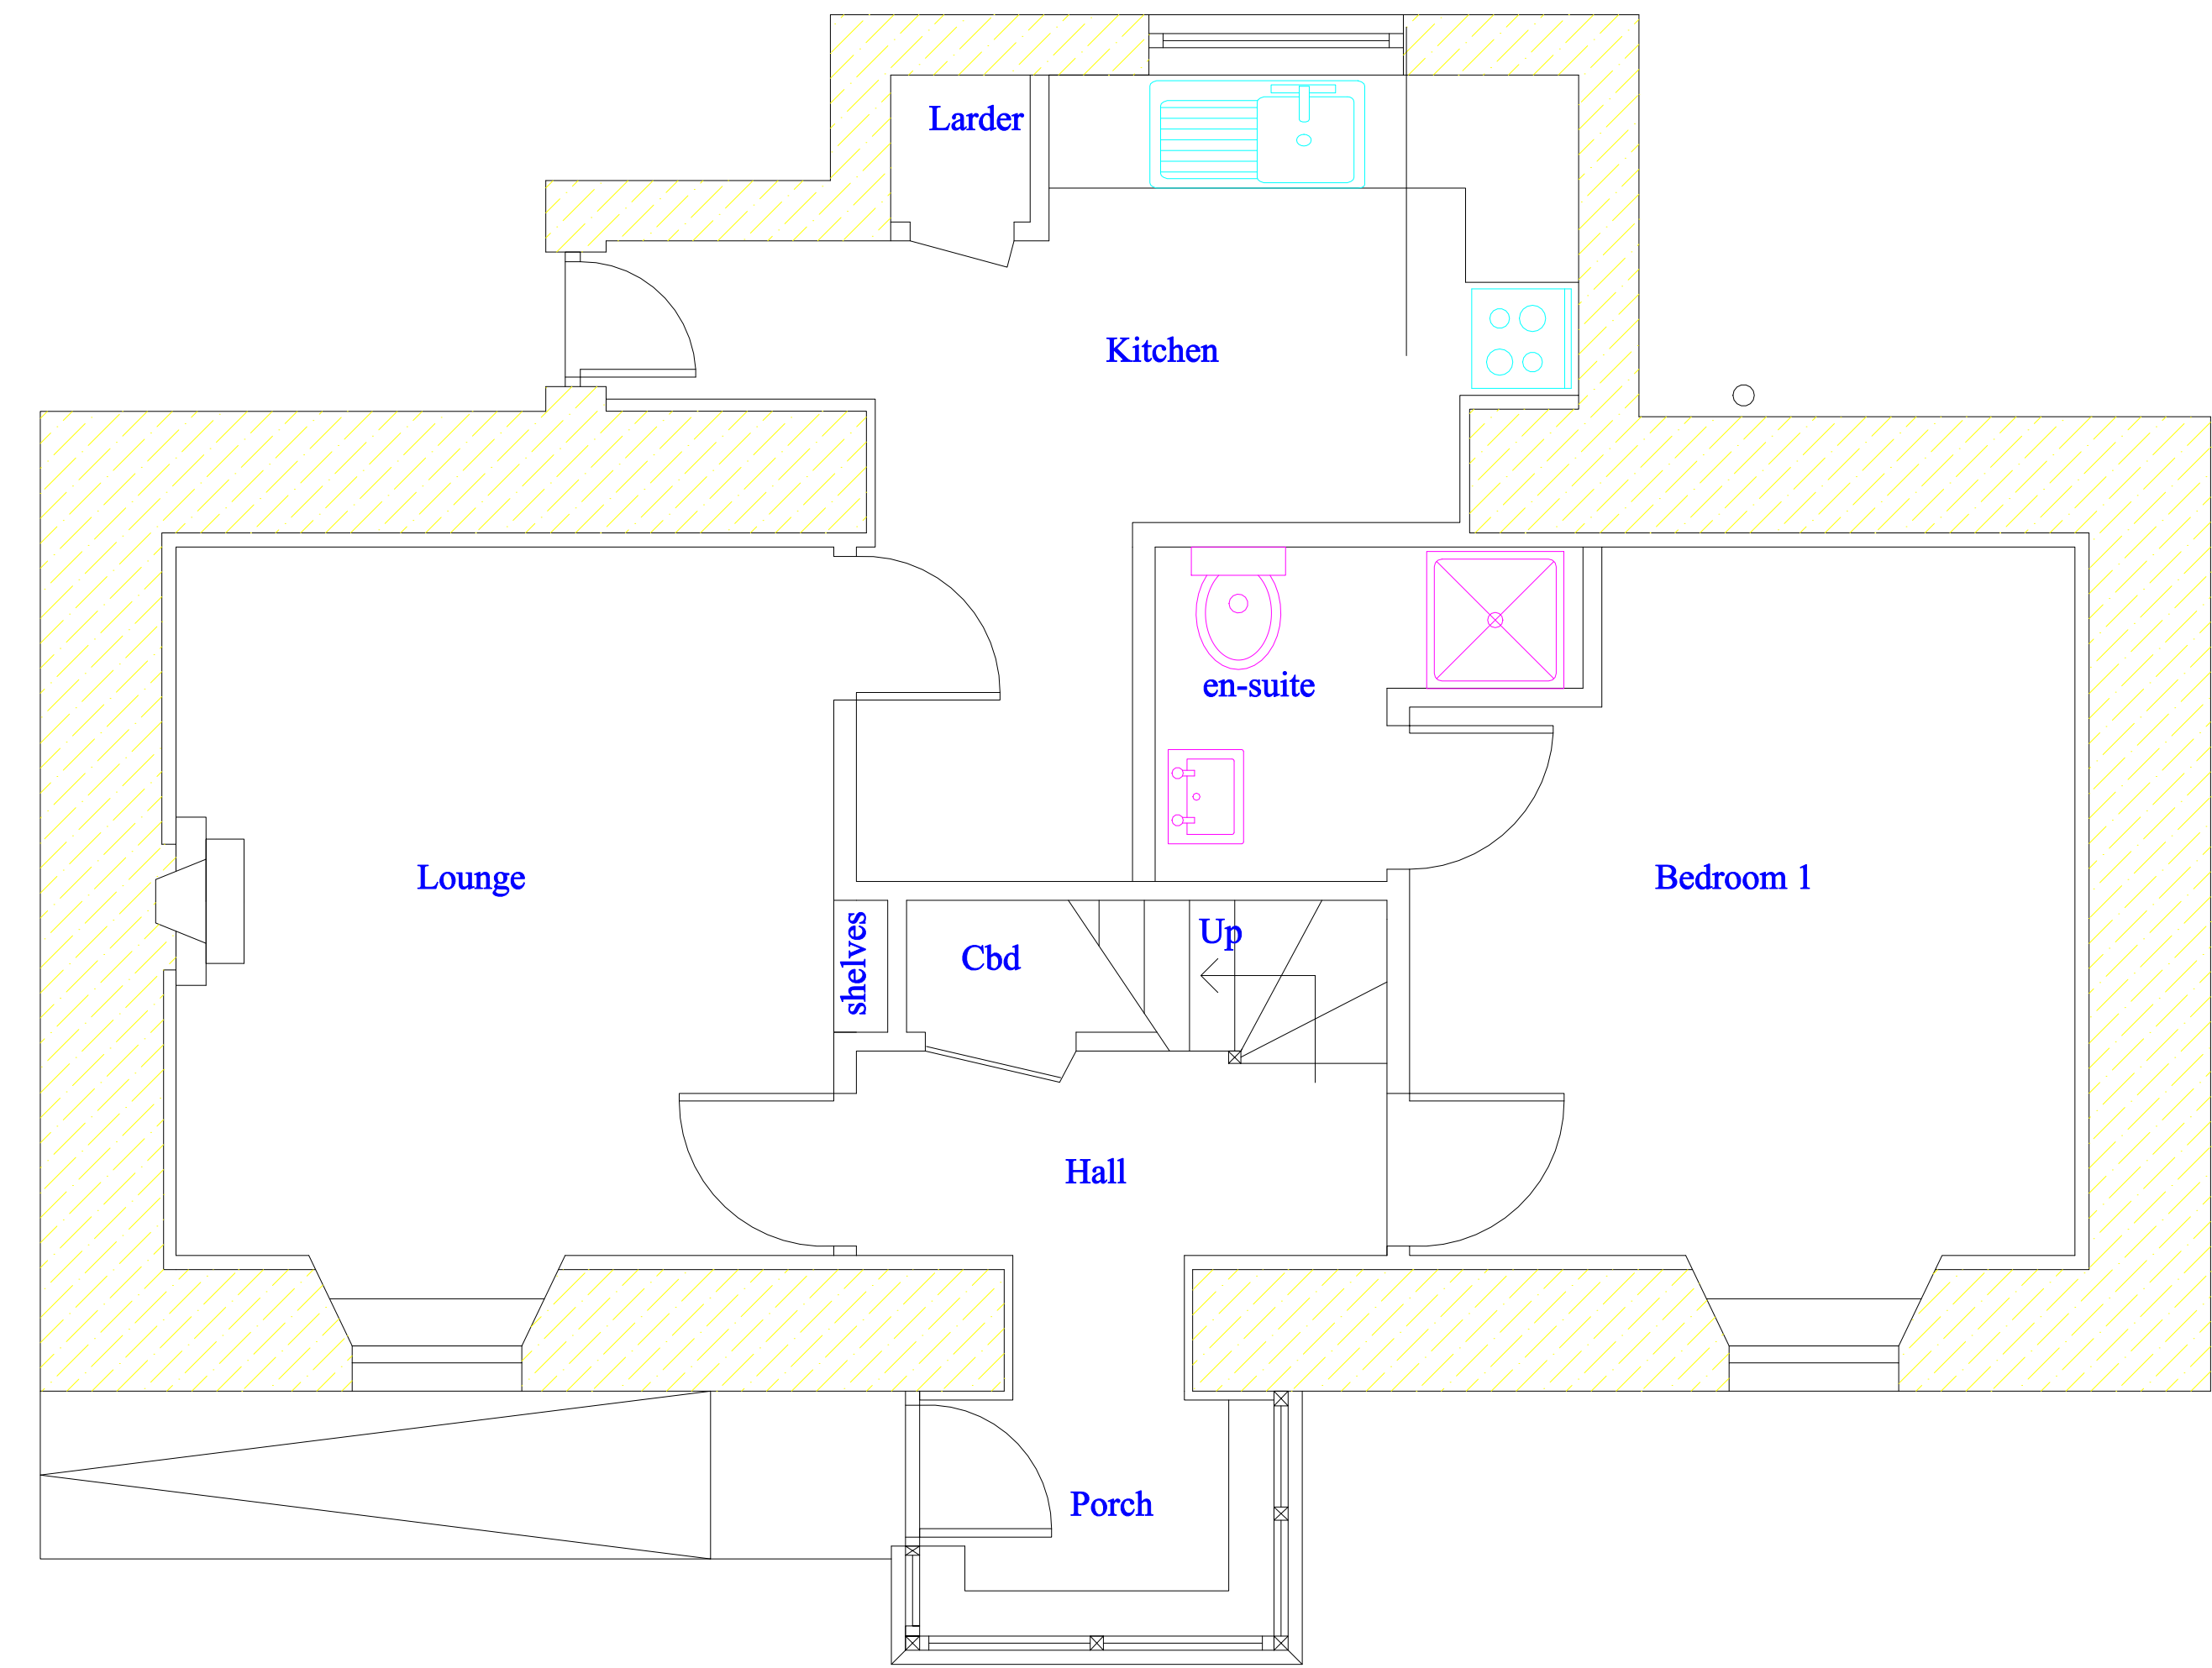 Larder
Kitchen
en-suite
Lounge
Bedroom 1
shelves
Cbd
Up
Hall
Porch